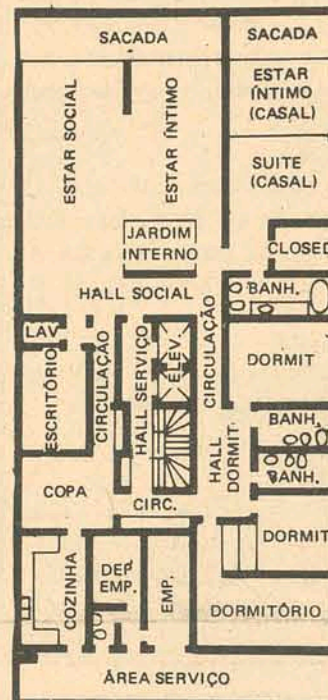 SACADA
SACADA
ESTAR SOCIAL
ESTAR ÍNTIMO
ESTAR
ÍNTIMO
(CASAL)
SUITE
(CASAL)
JARDIM
INTERNO
CLOSED
HALL SOCIAL
BANH.
LAV
ESCRITÓRIO
CIRCULAÇÃO
HALL SERVIÇO
ELEV.
CIRCULAÇÃO
DORMIT
HALL
DORMIT.
BANH.
BANH.
COPA
CIRC.
DORMIT
COZINHA
DEP
EMP.
EMP.
DORMITÓRIO
ÁREA SERVIÇO